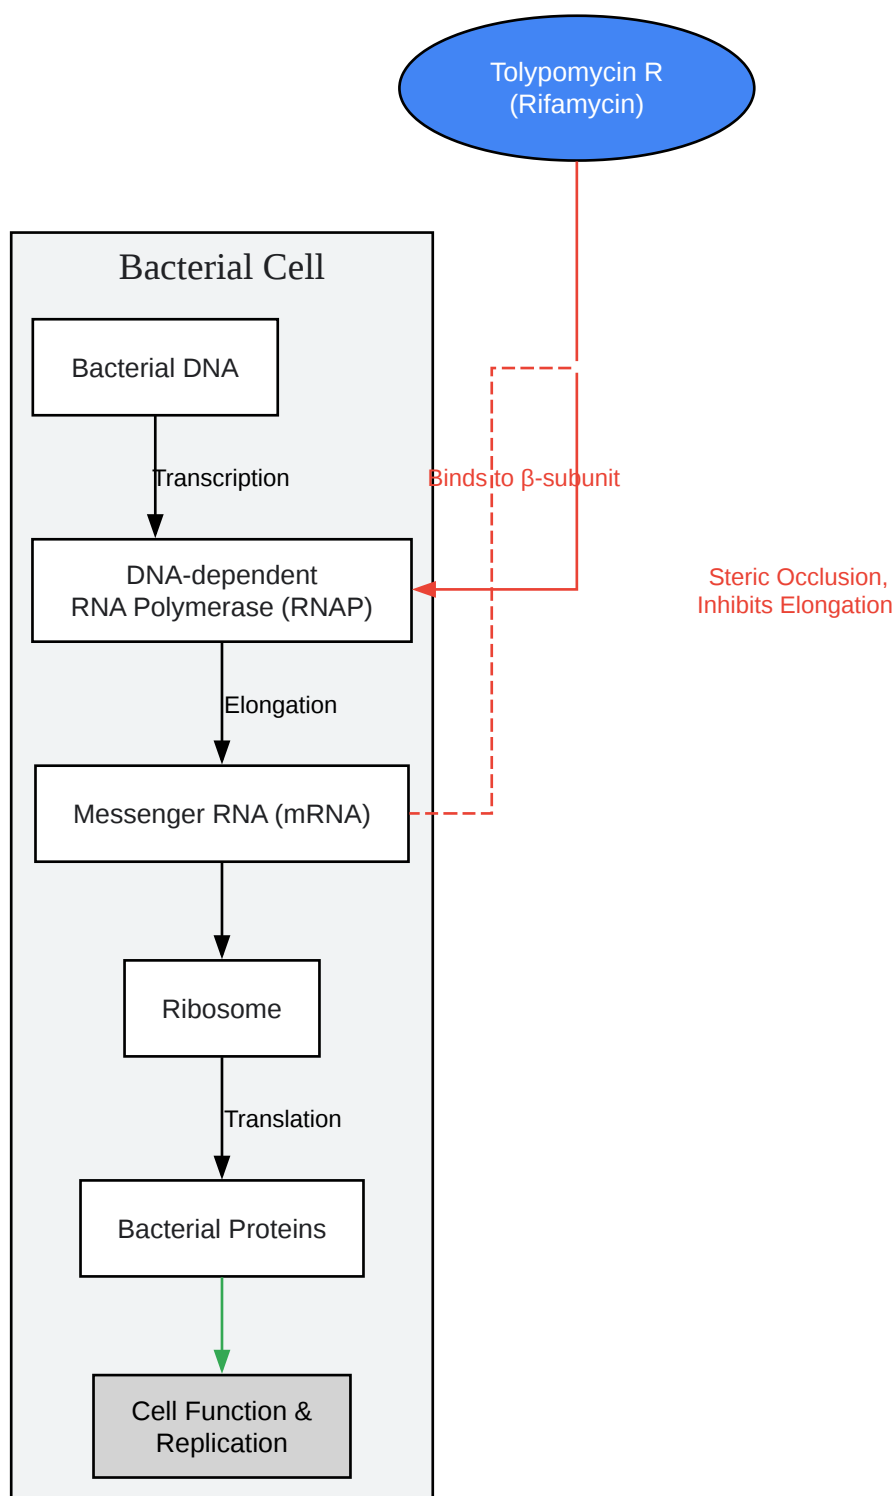 Tolypomycin R
(Rifamycin)
Bacterial Cell
Bacterial DNA
Transcription
Binds to β-subunit
DNA-dependent
RNA Polymerase (RNAP)
Steric Occlusion,
Inhibits Elongation
Elongation
Messenger RNA (mRNA)
Ribosome
Translation
Bacterial Proteins
Cell Function &
Replication